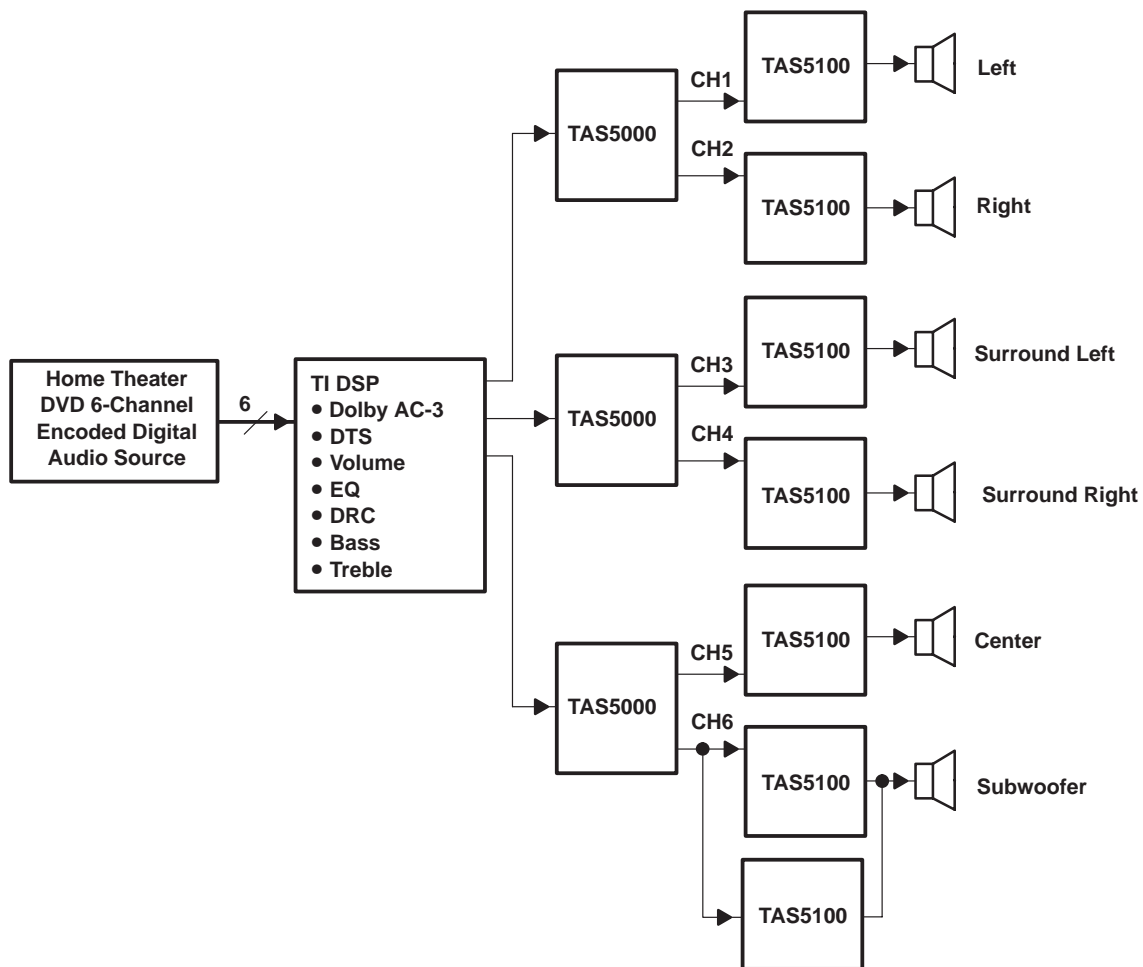 Home Theater
DVD 6-Channel
Encoded Digital
Audio Source
6
TI DSP
● Dolby AC-3
● DTS
● Volume
● EQ
● DRC
● Bass
● Treble
TAS5000
CH1
TAS5100
Left
CH2
TAS5100
Right
TAS5000
CH3
TAS5100
Surround Left
CH4
TAS5100
Surround Right
TAS5000
CH5
TAS5100
Center
CH6
TAS5100
Subwoofer
TAS5100